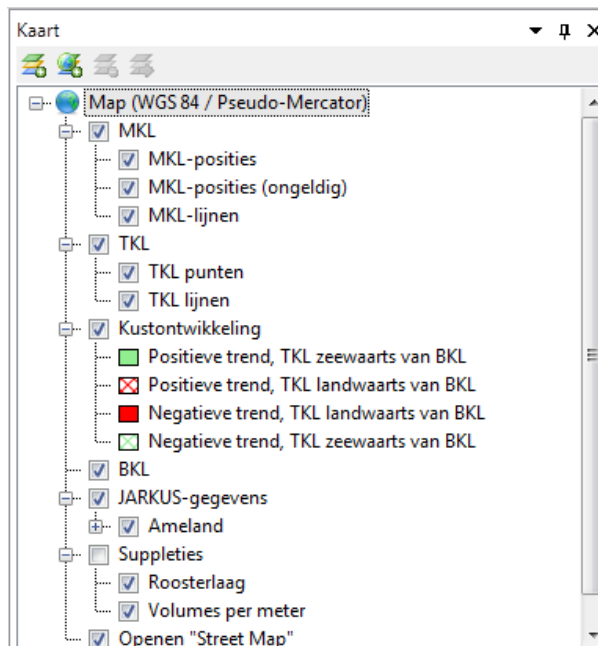 Kaart
Map (WGS 84 / Pseudo-Mercator)
MKL
MKL-posities
MKL-posities (ongeldig)
MKL-lijnen
TKL
TKL punten
TKL lijnen
Kustontwikkeling
Positieve trend, TKL zeewaarts van BKL
Positieve trend, TKL landwaarts van BKL
Negatieve trend, TKL landwaarts van BKL
Negatieve trend, TKL zeewaarts van BKL
BKL
JARKUS-gegevens
Ameland
Suppleties
Roosterlaag
Volumes per meter
Openen "Street Map"